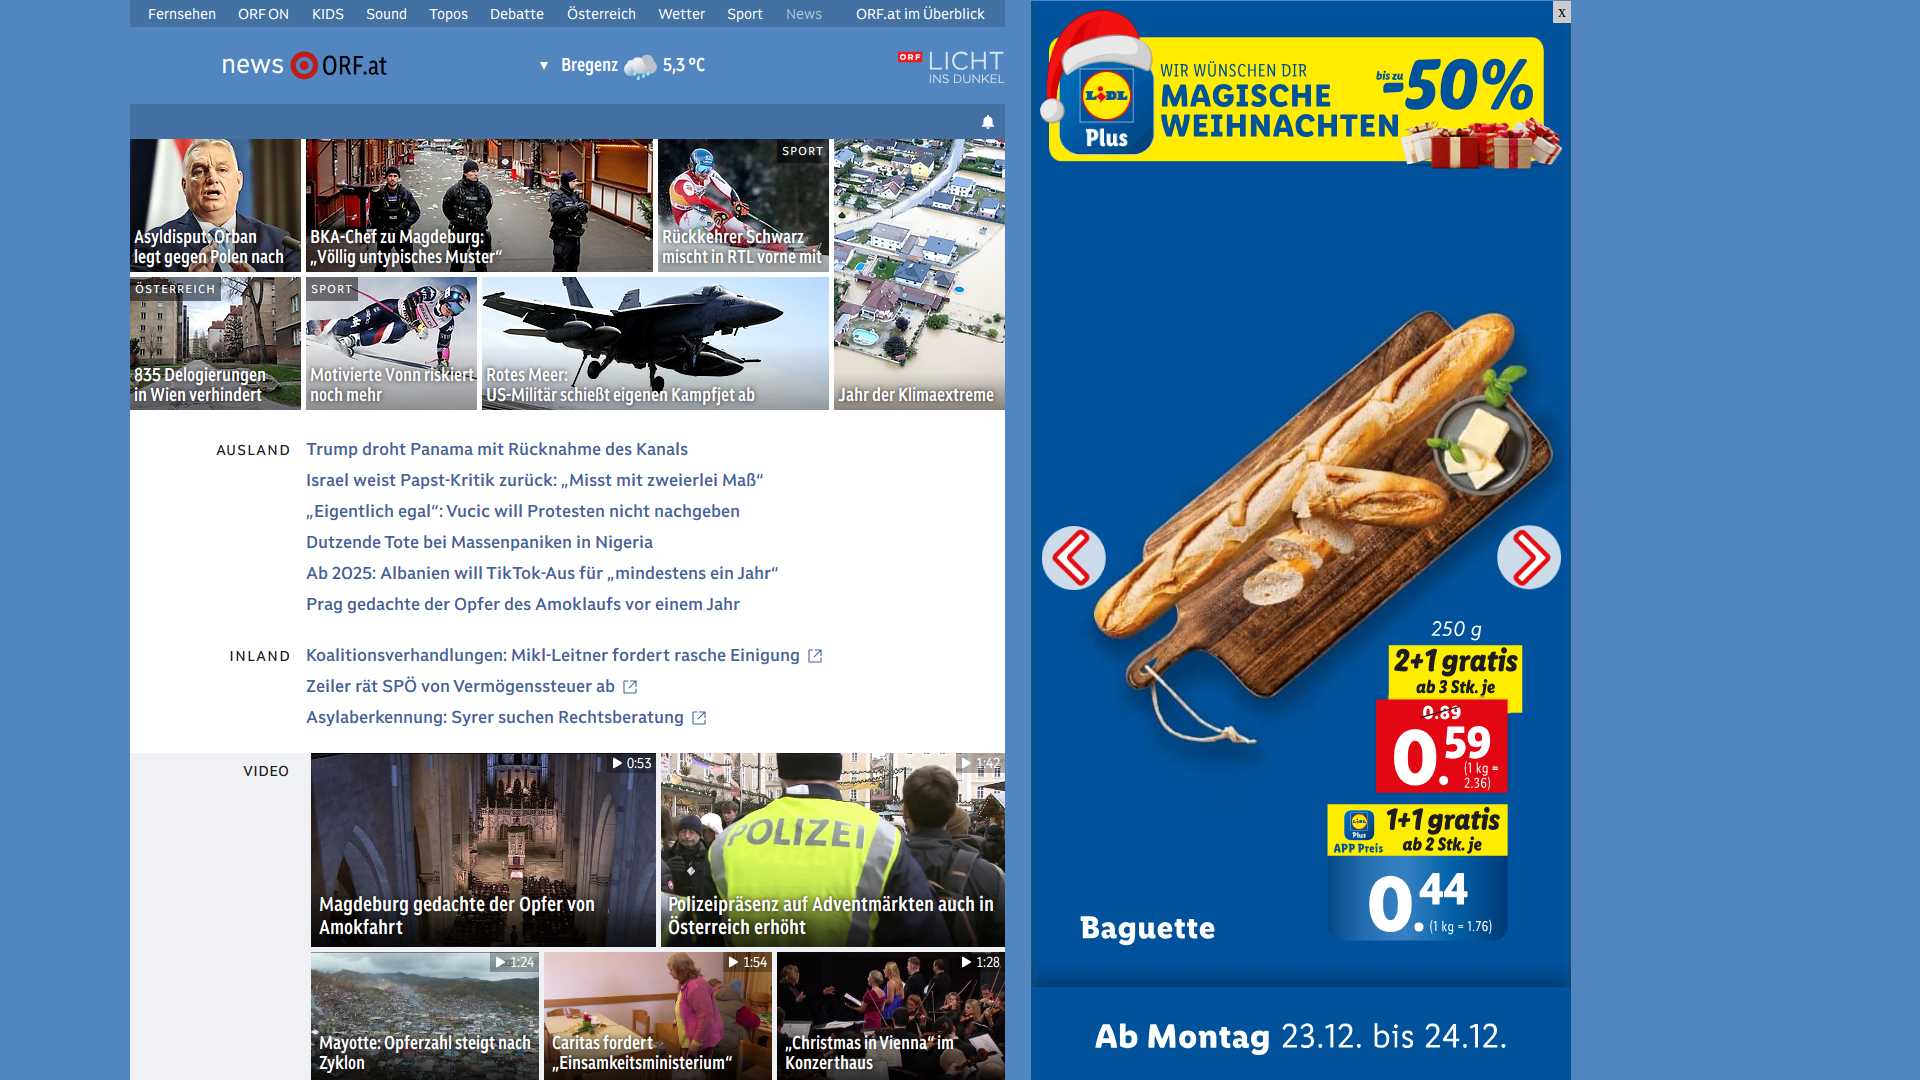 Fernsehen ORF ON KIDS Sound Topos Debatte Österreich Wetter Sport News ORF.at im Überblick
news ORF.at
Bregenz 5,3 °C
ORF LICHT
INS DUNKEL
Asyldisput: Orban
legt gegen Polen nach
BKA-Chef zu Magdeburg:
„Völlig untypisches Muster“
SPORT
Rückkehrer Schwarz
mischt in RTL vorne mit
ÖSTERREICH
835 Delogierungen
in Wien verhindert
SPORT
Motivierte Vonn riskiert
noch mehr
Rotes Meer:
US-Militär schießt eigenen Kampfjet ab
Jahr der Klimaextreme
AUSLAND
Trump droht Panama mit Rücknahme des Kanals
Israel weist Papst-Kritik zurück: „Misst mit zweierlei Maß“
„Eigentlich egal“: Vucic will Protesten nicht nachgeben
Dutzende Tote bei Massenpaniken in Nigeria
Ab 2025: Albanien will TikTok-Aus für „mindestens ein Jahr“
Prag gedachte der Opfer des Amoklaufs vor einem Jahr
INLAND
Koalitionsverhandlungen: Mikl-Leitner fordert rasche Einigung
Zeiler rät SPÖ von Vermögenssteuer ab
Asylaberkennung: Syrer suchen Rechtsberatung
VIDEO
0:53
Magdeburg gedachte der Opfer von
Amokfahrt
1:42
POLIZEI
Polizeipräsenz auf Adventmärkten auch in
Österreich erhöht
1:24
Mayotte: Opferzahl steigt nach
Zyklon
1:54
Caritas fordert
„Einsamkeitsministerium“
1:28
„Christmas in Vienna“ im
Konzerthaus
x
LIDL
Plus
WIR WÜNSCHEN DIR
MAGISCHE
WEIHNACHTEN
bis zu
-50%
250 g
2+1 gratis
ab 3 Stk. je
0.89
0.59
(1 kg =
2.36)
LIDL
Plus
APP Preis
1+1 gratis
ab 2 Stk. je
0.44
(1 kg = 1.76)
Baguette
Ab Montag 23.12. bis 24.12.